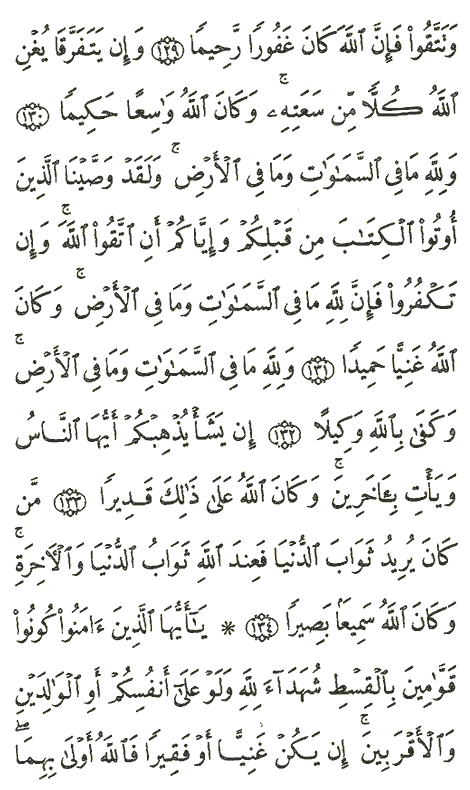 وَتَتَّقُوا۟ فَإِنَّ ٱللَّهَ كَانَ غَفُورًا رَّحِيمًا ١٢٩ وَإِن يَتَفَرَّقَا يُغْنِ
ٱللَّهُ كُلًّا مِّن سَعَتِهِۦۚ وَكَانَ ٱللَّهُ وَٰسِعًا حَكِيمًا ١٣٠
وَلِلَّهِ مَا فِى ٱلسَّمَٰوَٰتِ وَمَا فِى ٱلْأَرْضِۚ وَلَقَدْ وَصَّيْنَا ٱلَّذِينَ
أُوتُوا۟ ٱلْكِتَٰبَ مِن قَبْلِكُمْ وَإِيَّاكُمْ أَنِ ٱتَّقُوا۟ ٱللَّهَۚ وَإِن
تَكْفُرُوا۟ فَإِنَّ لِلَّهِ مَا فِى ٱلسَّمَٰوَٰتِ وَمَا فِى ٱلْأَرْضِۚ وَكَانَ
ٱللَّهُ غَنِيًّا حَمِيدًا ١٣١ وَلِلَّهِ مَا فِى ٱلسَّمَٰوَٰتِ وَمَا فِى ٱلْأَرْضِۚ
وَكَفَىٰ بِٱللَّهِ وَكِيلًا ١٣٢ إِن يَشَأْ يُذْهِبْكُمْ أَيُّهَا ٱلنَّاسُ
وَيَأْتِ بِـَٔاخَرِينَۚ وَكَانَ ٱللَّهُ عَلَىٰ ذَٰلِكَ قَدِيرًا ١٣٣ مَّن
كَانَ يُرِيدُ ثَوَابَ ٱلدُّنْيَا فَعِندَ ٱللَّهِ ثَوَابُ ٱلدُّنْيَا وَٱلْـَٔاخِرَةِۚ
وَكَانَ ٱللَّهُ سَمِيعًۢا بَصِيرًا ١٣٤ * يَٰٓأَيُّهَا ٱلَّذِينَ ءَامَنُوا۟ كُونُوا۟
قَوَّٰمِينَ بِٱلْقِسْطِ شُهَدَآءَ لِلَّهِ وَلَوْ عَلَىٰٓ أَنفُسِكُمْ أَوِ ٱلْوَٰلِدَيْنِ
وَٱلْأَقْرَبِينَۚ إِن يَكُنْ غَنِيًّا أَوْ فَقِيرًا فَٱللَّهُ أَوْلَىٰ بِهِمَاۖ